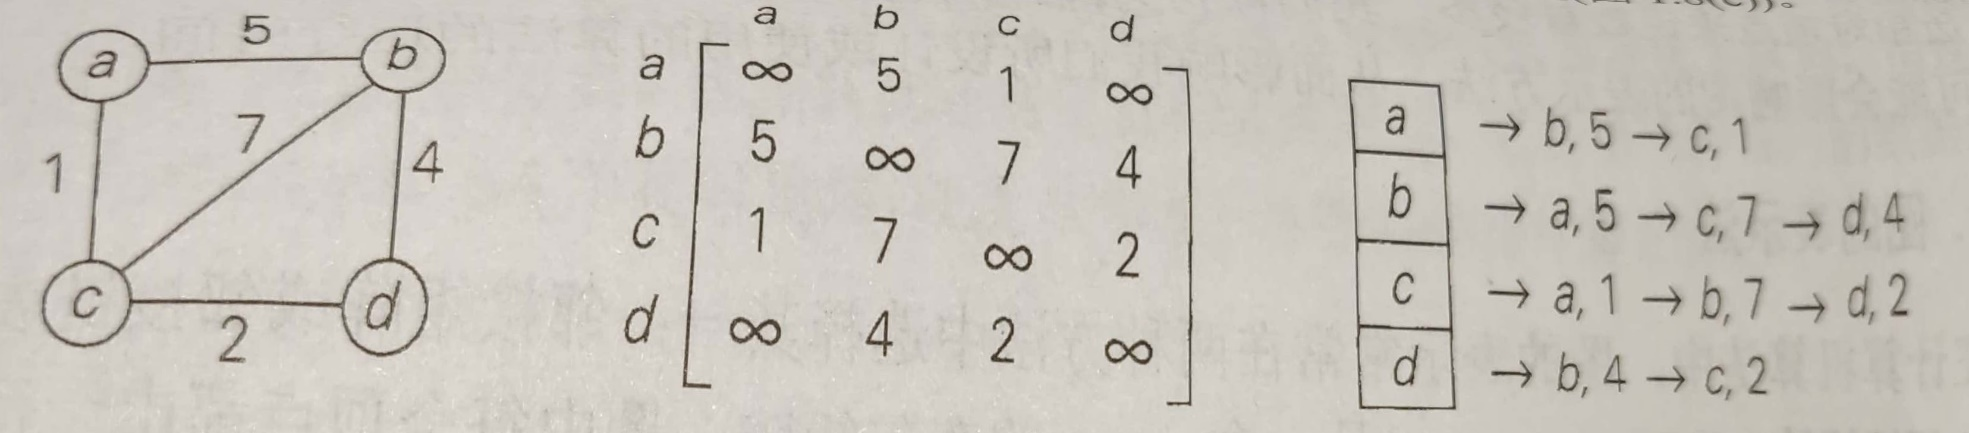 5
a b
7
1 4
c d
2
a b c d
a ∞ 5 1 ∞
b 5 ∞ 7 4
c 1 7 ∞ 2
d ∞ 4 2 ∞
a → b, 5 → c, 1
b → a, 5 → c, 7 → d, 4
c → a, 1 → b, 7 → d, 2
d → b, 4 → c, 2